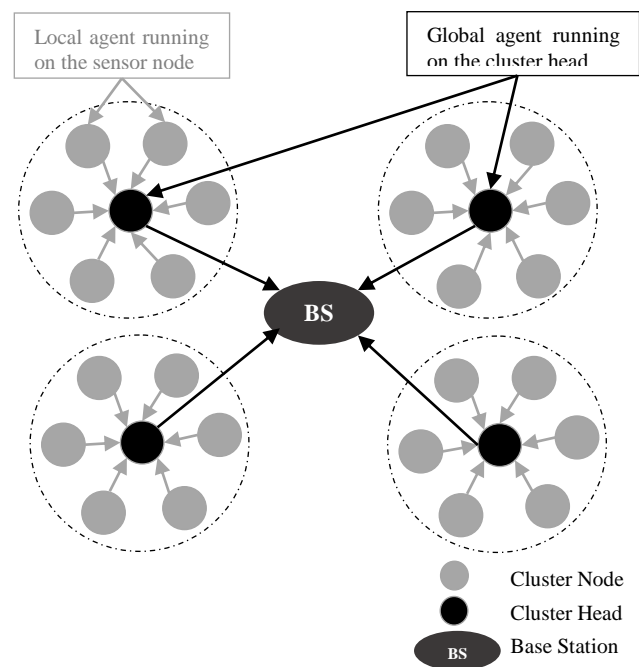 Local agent running
on the sensor node
Global agent running
on the cluster head
BS
Cluster Node
Cluster Head
BS
Base Station